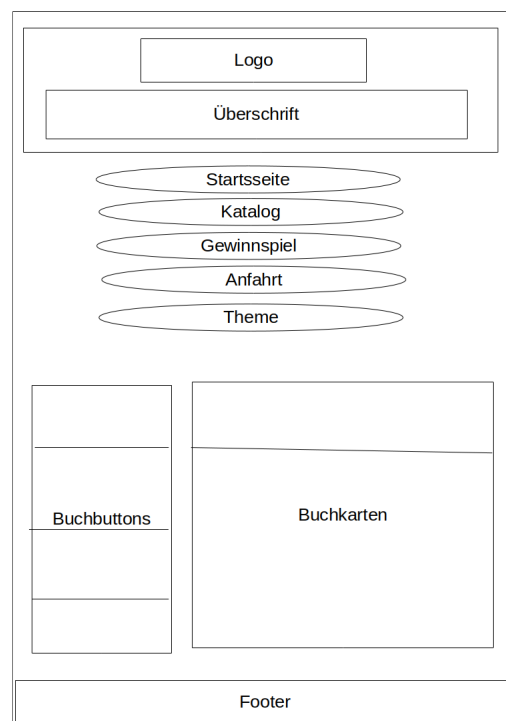 Logo
Überschrift
Startsseite
Katalog
Gewinnspiel
Anfahrt
Theme
Buchbuttons
Buchkarten
Footer